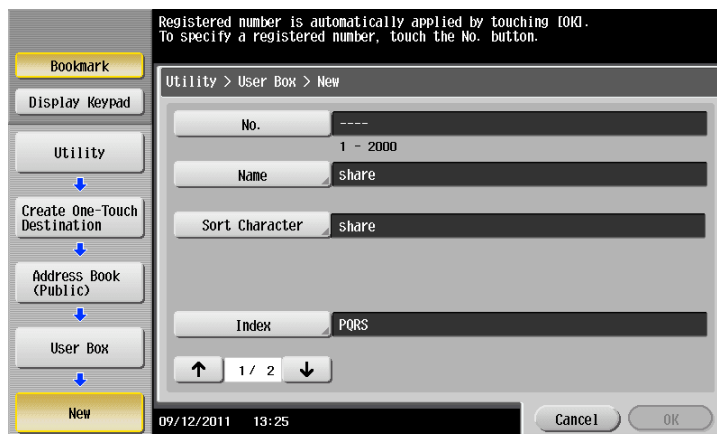 Registered number is automatically applied by touching [OK].
To specify a registered number, touch the No. button.
Bookmark
Display Keypad
Utility
Create One-Touch
Destination
Address Book
(Public)
User Box
New
Utility > User Box > New
No.
----
1 - 2000
Name
share
Sort Character
share
Index
PQRS
1/ 2
09/12/2011 13:25
Cancel
OK